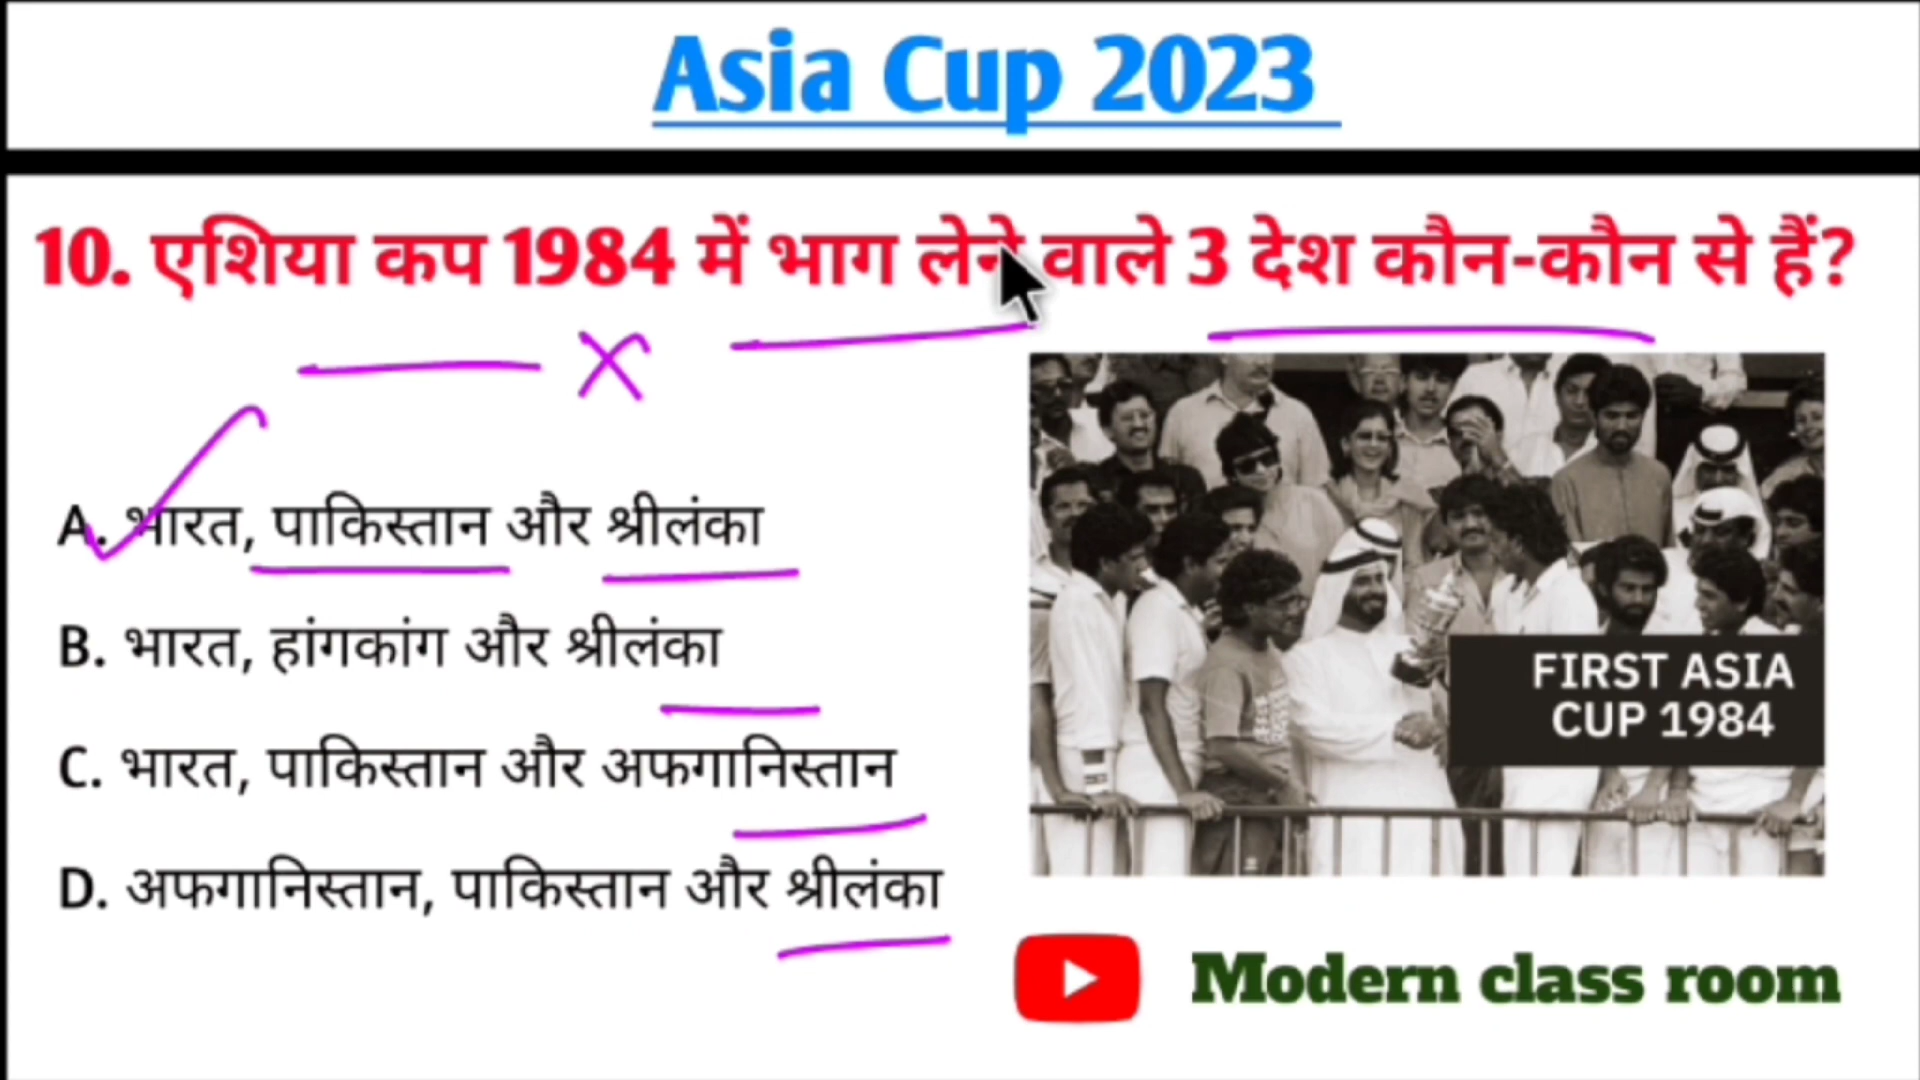 Asia Cup 2023
10. एशिया कप 1984 में भाग लेने वाले 3 देश कौन-कौन से हैं?
A. भारत, पाकिस्तान और श्रीलंका
B. भारत, हांगकांग और श्रीलंका
C. भारत, पाकिस्तान और अफगानिस्तान
D. अफगानिस्तान, पाकिस्तान और श्रीलंका
FIRST ASIA
CUP 1984
Modern class room